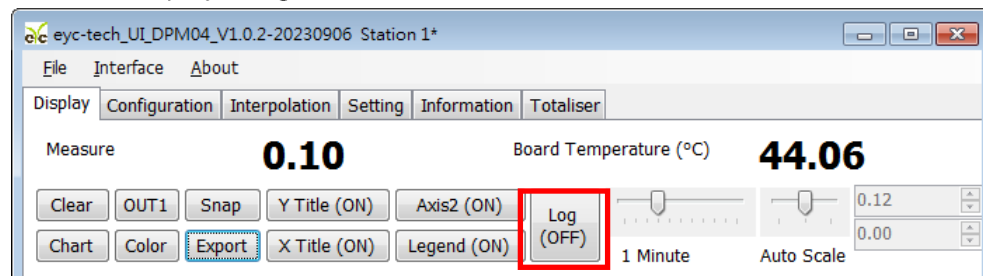 eyc-tech_UI_DPM04_V1.0.2-20230906 Station 1*
File Interface About
Display Configuration Interpolation Setting Information Totaliser
Measure 0.10 Board Temperature (°C) 44.06
Clear OUT1 Snap Y Title (ON) Axis2 (ON) Log (OFF) 0.12
Chart Color Export X Title (ON) Legend (ON) 1 Minute Auto Scale 0.00